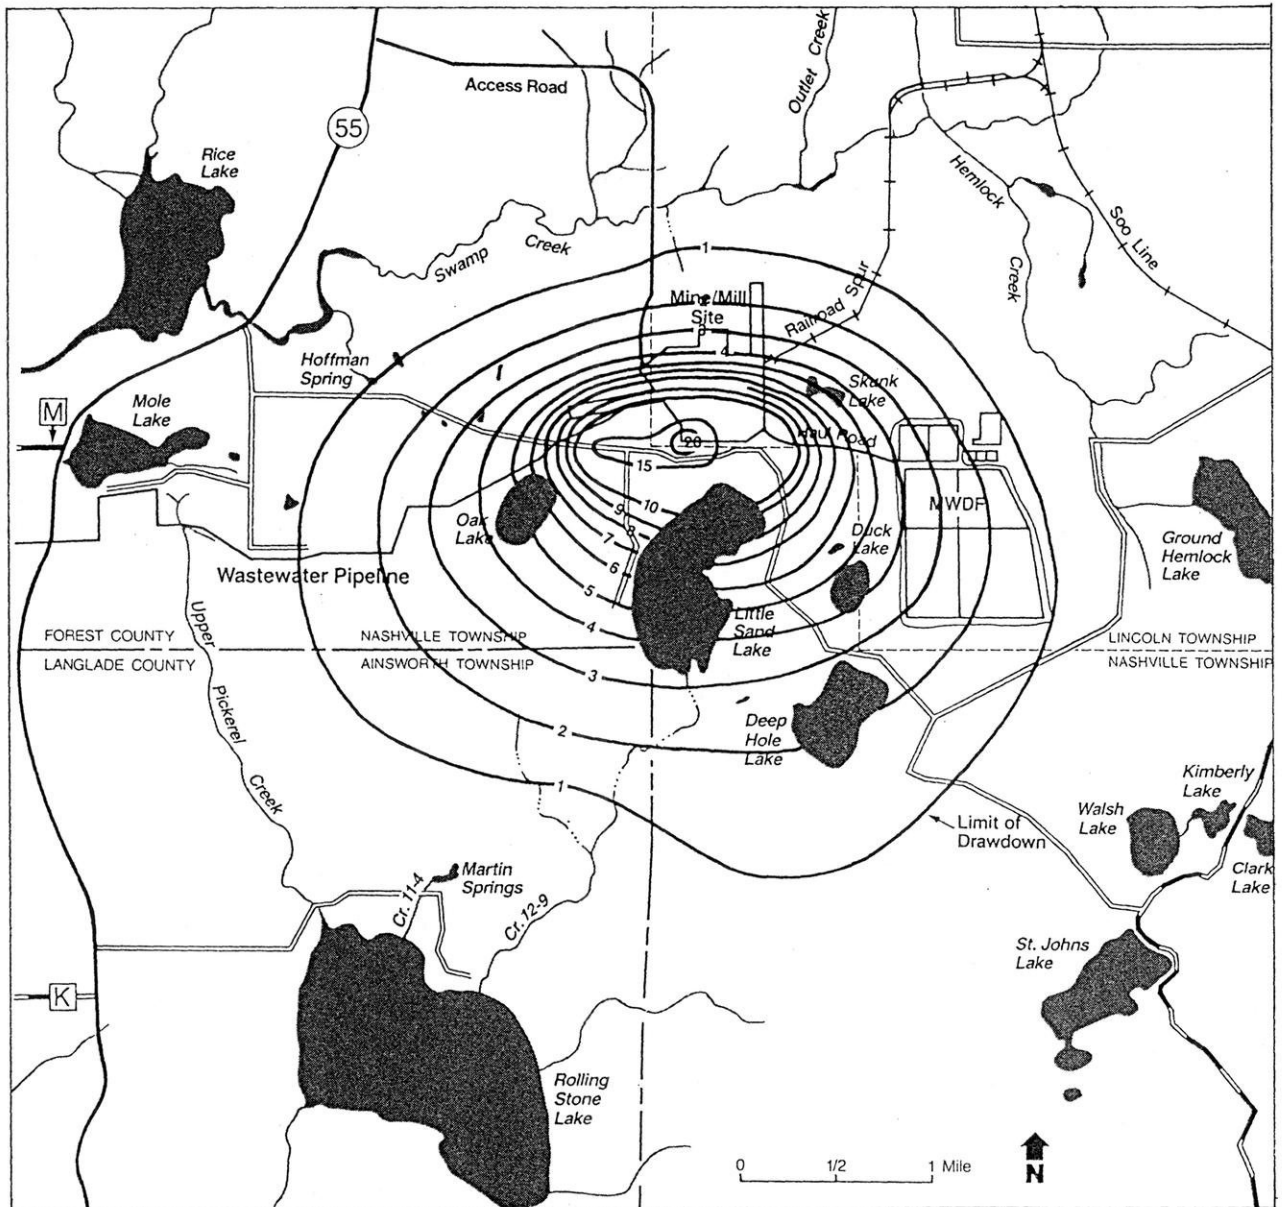 Outlet Creek
Access Road
55
Rice
Lake
Hemlock
Creek
Soo Line
Swamp Creek
1
2
Mine/Mill
Site
3
4
Railroad Spur
Hoffman
Spring
Skunk
Lake
M
Mole
Lake
Haul Road
20
15
10
9
8
7
6
5
4
3
2
1
Oak
Lake
MWDF
Duck
Lake
Ground
Hemlock
Lake
Wastewater Pipeline
Upper
Pickerel
Creek
Little
Sand
Lake
FOREST COUNTY
LANGLADE COUNTY
NASHVILLE TOWNSHIP
AINSWORTH TOWNSHIP
LINCOLN TOWNSHIP
NASHVILLE TOWNSHIP
Deep
Hole
Lake
Kimberly
Lake
Walsh
Lake
Limit of
Drawdown
Clark
Lake
Martin
Springs
Cr. 11-4
Cr. 12-9
St. Johns
Lake
K
Rolling
Stone
Lake
0 1/2 1 Mile
N